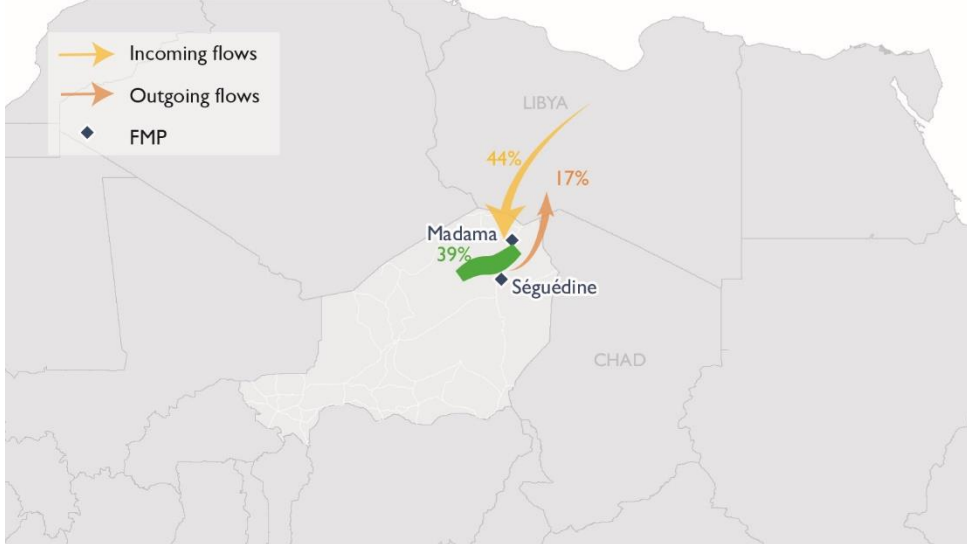 Incoming flows
Outgoing flows
FMP
LIBYA
44%
17%
Madama
39%
Séguédine
CHAD